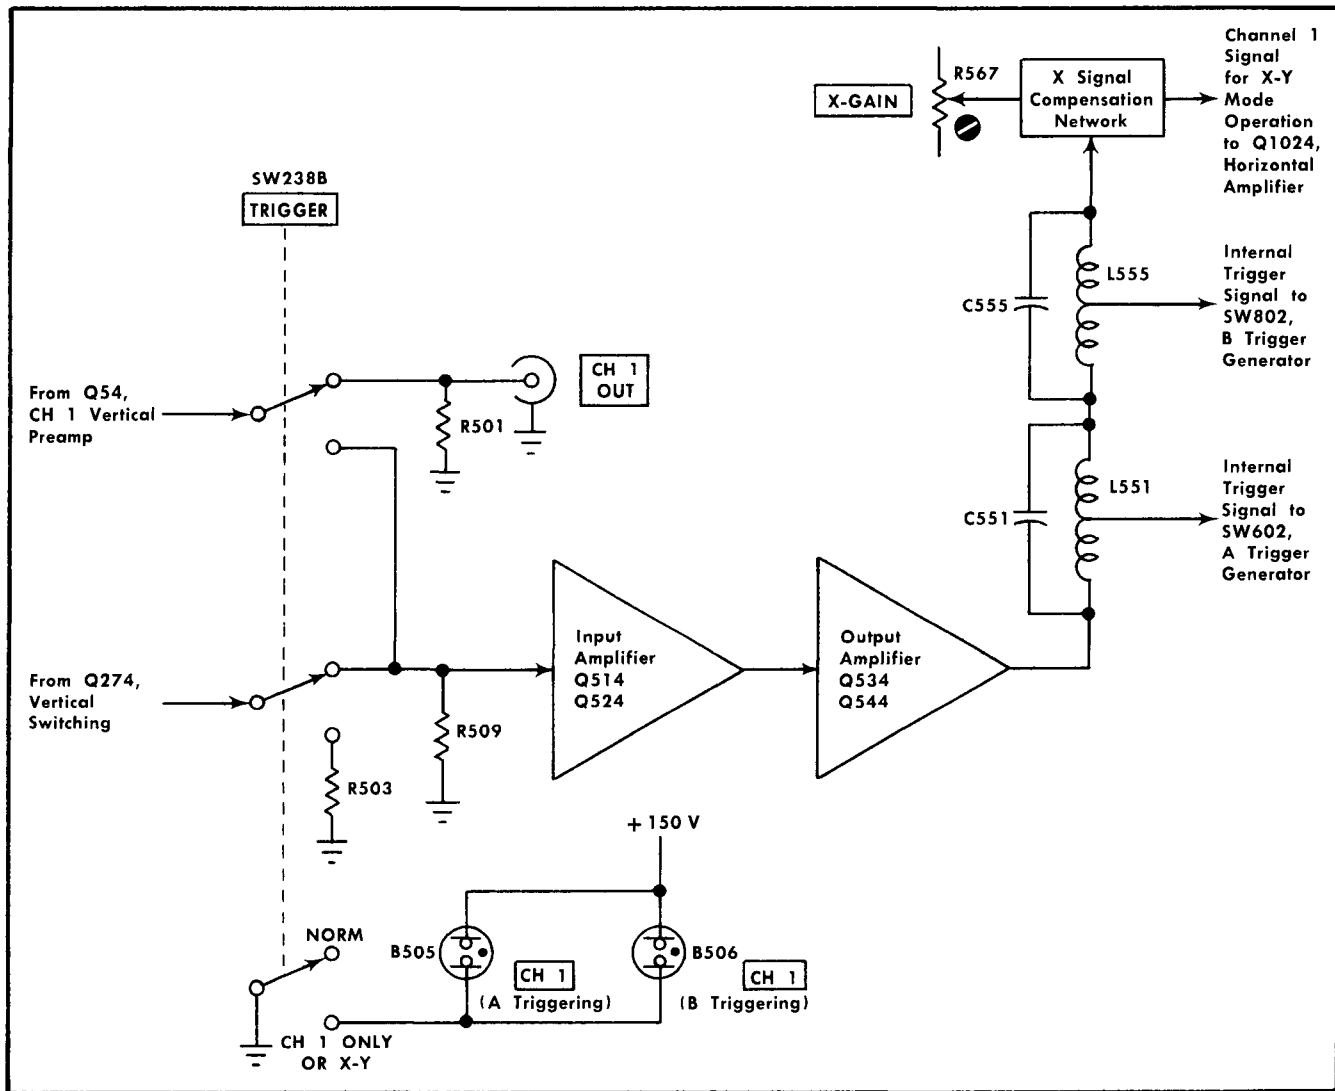 Channel 1
Signal
for X-Y
Mode
Operation
to Q1024,
Horizontal
Amplifier
R567
X-GAIN
X Signal
Compensation
Network
SW238B
TRIGGER
L555
C555
Internal
Trigger
Signal to
SW802,
B Trigger
Generator
From Q54,
CH 1 Vertical
Preamp
CH 1
OUT
R501
L551
C551
Internal
Trigger
Signal to
SW602,
A Trigger
Generator
From Q274,
Vertical
Switching
Input
Amplifier
Q514
Q524
Output
Amplifier
Q534
Q544
R509
R503
+ 150 V
NORM
B505
CH 1
(A Triggering)
B506
CH 1
(B Triggering)
CH 1 ONLY
OR X-Y